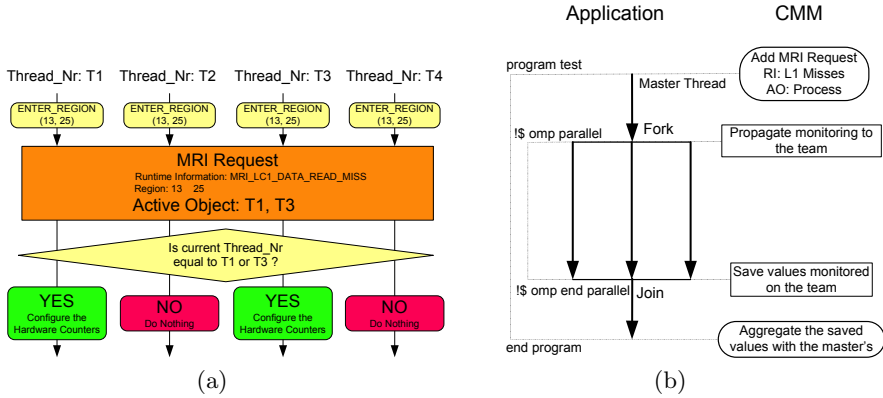 Thread_Nr: T1
Thread_Nr: T2
Thread_Nr: T3
Thread_Nr: T4
ENTER_REGION
(13, 25)
ENTER_REGION
(13, 25)
ENTER_REGION
(13, 25)
ENTER_REGION
(13, 25)
MRI Request
Runtime Information: MRI_LC1_DATA_READ_MISS
Region: 13 25
Active Object: T1, T3
Is current Thread_Nr
equal to T1 or T3 ?
YES
Configure the
Hardware Counters
NO
Do Nothing
YES
Configure the
Hardware Counters
NO
Do Nothing
(a)
Application
CMM
program test
Master Thread
Add MRI Request
RI: L1 Misses
AO: Process
!$ omp parallel
Fork
Propagate monitoring to
the team
!$ omp end parallel
Join
Save values monitored
on the team
end program
Aggregate the saved
values with the master's
(b)